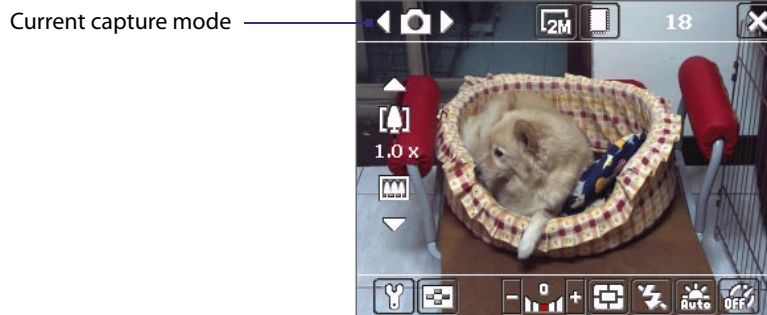 Current capture mode
2M
18
1.0 x
- 0 +
Auto
OFF